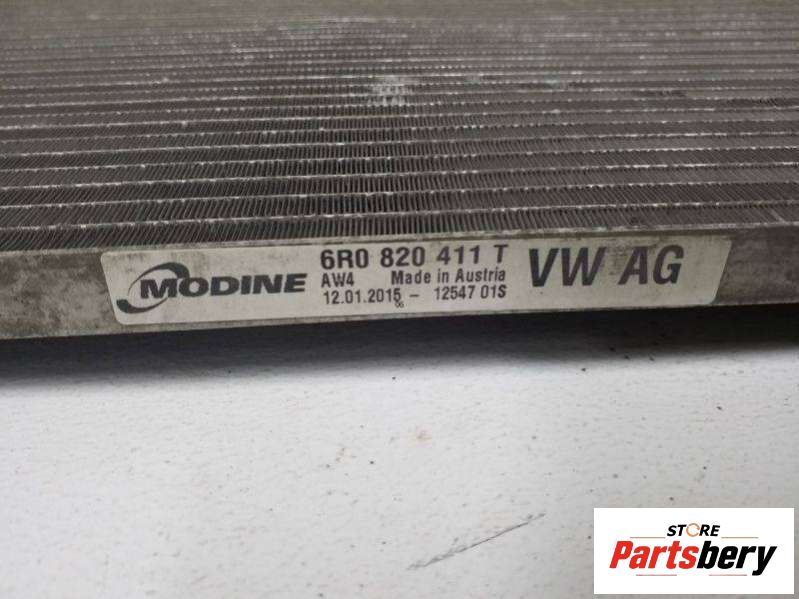 MODINE
6R0 820 411 T
AW4 Made in Austria
12.01.2015 - 12547 01S
VW AG
STORE
Partsbery